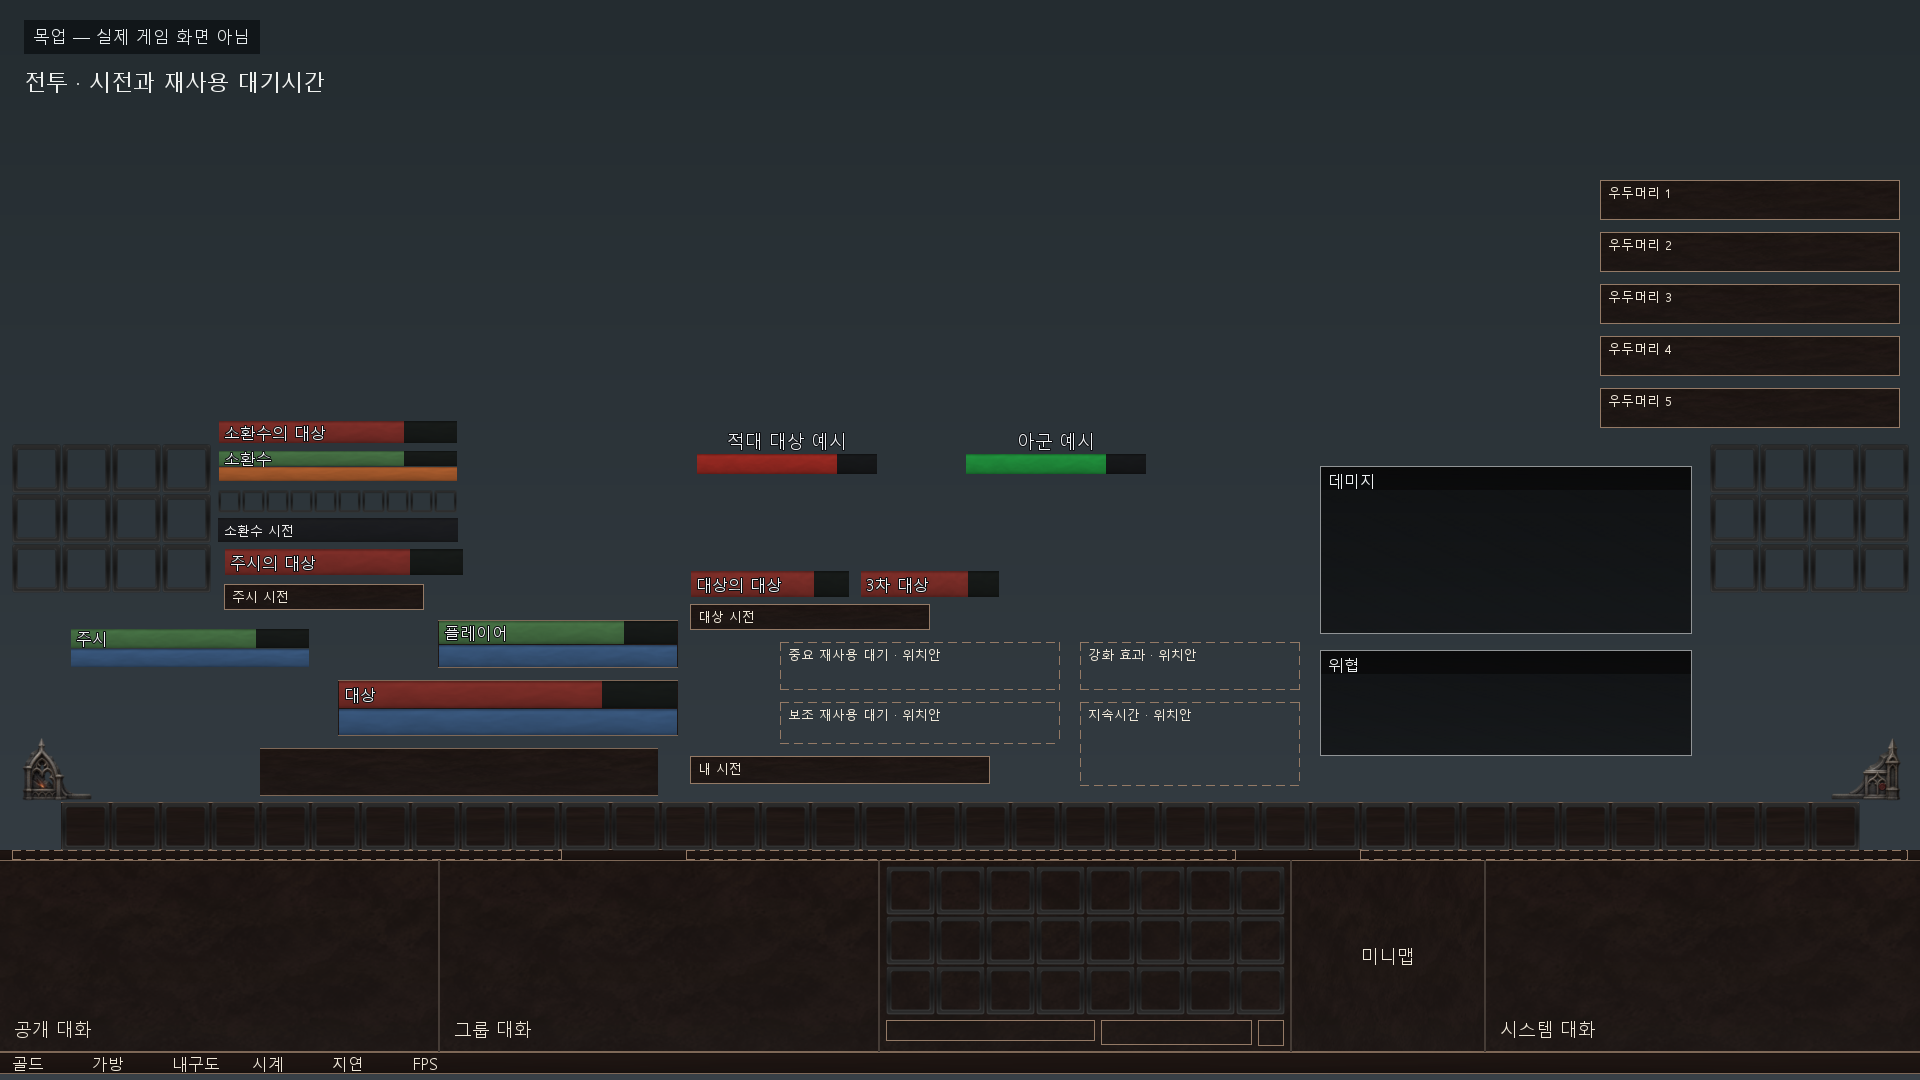 목업 — 실제 게임 화면 아님
전투 · 시전과 재사용 대기시간
우두머리 1
우두머리 2
우두머리 3
우두머리 4
우두머리 5
소환수의 대상
소환수
소환수 시전
주시의 대상
주시 시전
주시
플레이어
대상
적대 대상 예시
아군 예시
대상의 대상
3차 대상
대상 시전
중요 재사용 대기 · 위치안
강화 효과 · 위치안
보조 재사용 대기 · 위치안
지속시간 · 위치안
내 시전
데미지
위협
미니맵
공개 대화
그룹 대화
시스템 대화
골드 가방 내구도 시계 지연 FPS